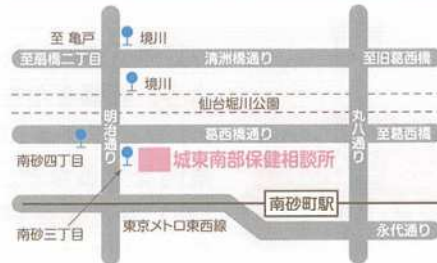 至 亀戸
境川
至扇橋二丁目
清洲橋通り
至旧葛西橋
境川
仙台堀川公園
明治通り
丸八通り
葛西橋通り
至葛西橋
南砂四丁目
城東南部保健相談所
南砂町駅
南砂三丁目
東京メトロ東西線
永代通り